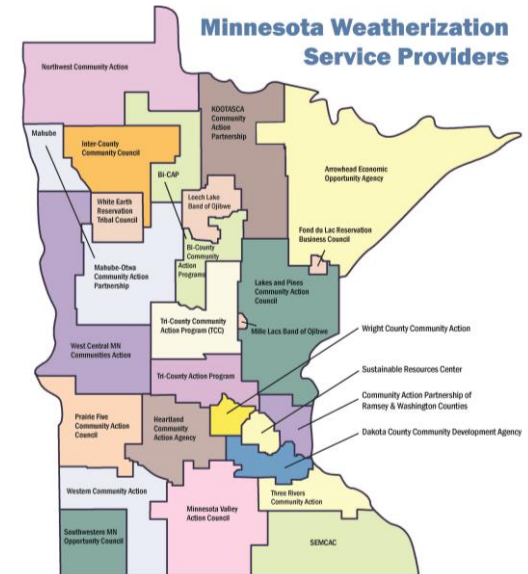 Minnesota Weatherization
Service Providers
Northwest Community Action
KOOTASCA
Community
Action
Partnership
Mahube
Inter-County
Community Council
Bi-CAP
Arrowhead Economic
Opportunity Agency
White Earth
Reservation
Tribal Council
Leech Lake
Band of Ojibwe
Fond du Lac Reservation
Business Council
Bi-County
Community
Action
Programs
Mahube-Otwa
Community Action
Partnership
Lakes and Pines
Community Action
Council
Tri-County Community
Action Program (TCC)
Mille Lacs Band of Ojibwe
Wright County Community Action
West Central MN
Communities Action
Tri-County Action Program
Sustainable Resources Center
Community Action Partnership of
Ramsey & Washington Counties
Prairie Five
Community Action
Council
Heartland
Community
Action Agency
Dakota County Community Development Agency
Western Community Action
Three Rivers
Community Action
Minnesota Valley
Action Council
Southwestern MN
Opportunity Council
SEMCAC